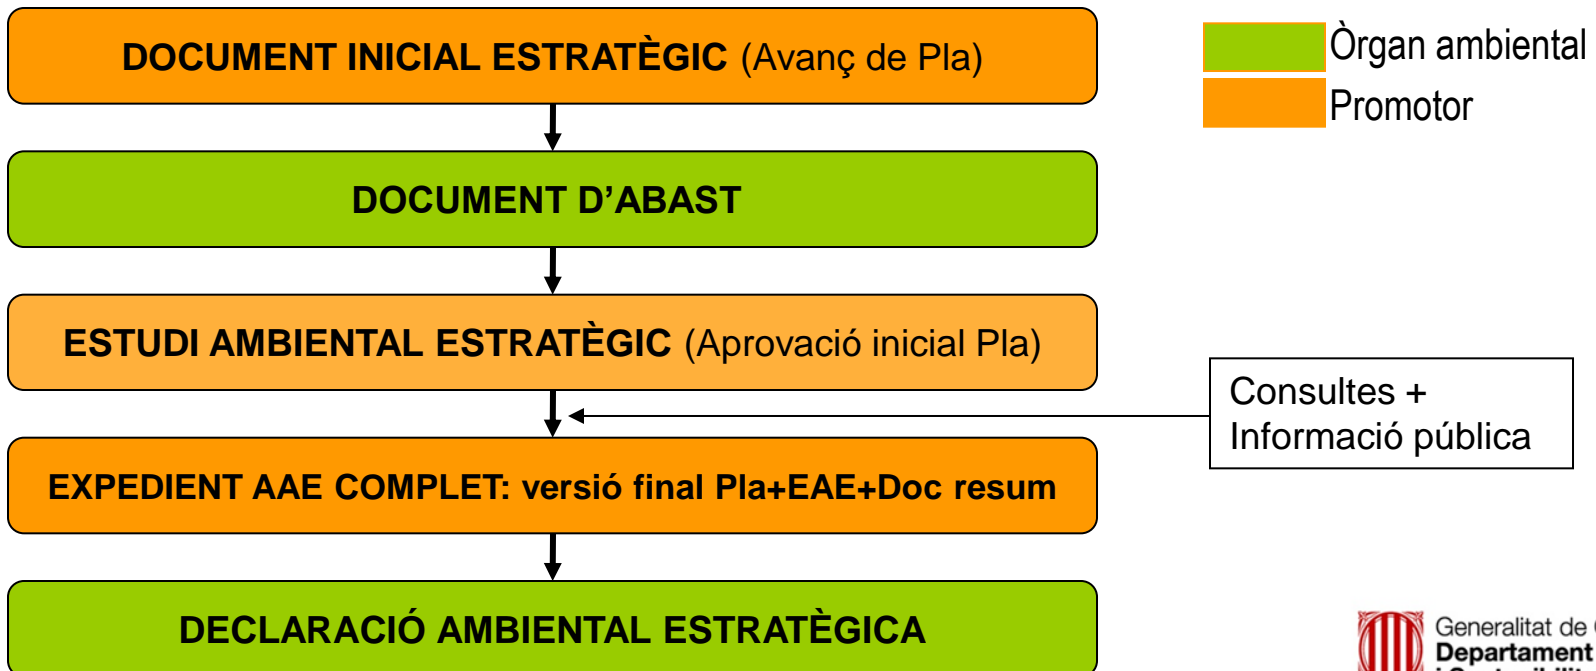 DOCUMENT INICIAL ESTRATÈGIC (Avanç de Pla)
Òrgan ambiental
Promotor
DOCUMENT D’ABAST
ESTUDI AMBIENTAL ESTRATÈGIC (Aprovació inicial Pla)
Consultes +
Informació pública
EXPEDIENT AAE COMPLET: versió final Pla+EAE+Doc resum
DECLARACIÓ AMBIENTAL ESTRATÈGICA
Generalitat de
Departament